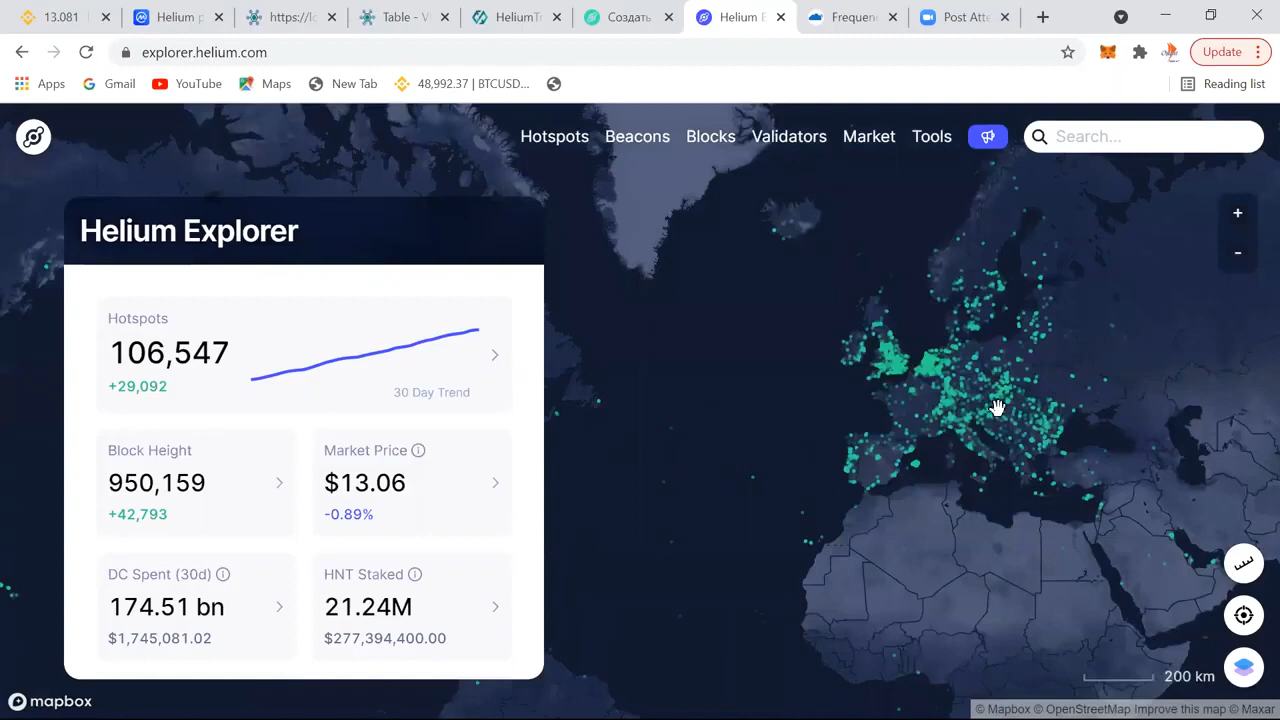 13.081
Helium p
https://lo
Table - V
HeliumT
Создать
Helium E
Frequenc
Post Atte
explorer.helium.com
Update
Apps
Gmail
YouTube
Maps
New Tab
48,992.37 | BTCUSD...
Reading list
Hotspots
Beacons
Blocks
Validators
Market
Tools
Search...
Helium Explorer
Hotspots
106,547
+29,092
30 Day Trend
Block Height
950,159
+42,793
Market Price
$13.06
-0.89%
DC Spent (30d)
174.51 bn
$1,745,081.02
HNT Staked
21.24M
$277,394,400.00
+
-
200 km
mapbox
© Mapbox © OpenStreetMap Improve this map © Maxar